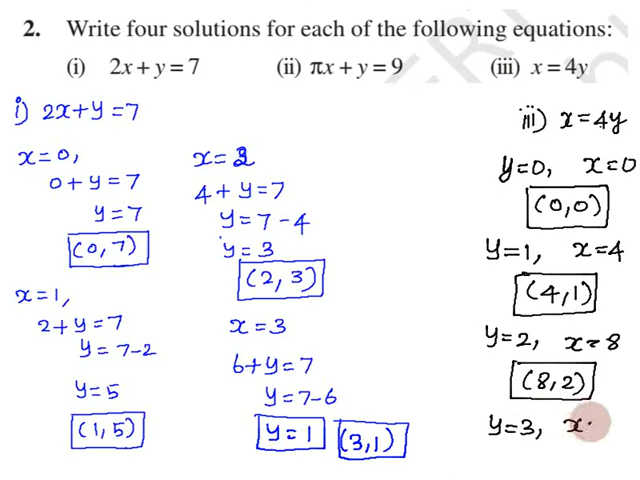 2. Write four solutions for each of the following equations:
(i) 2x + y = 7 (ii) πx + y = 9 (iii) x = 4y
i) 2x+y=7
x=0,
0+y=7
y=7
(0,7)
x=1,
2+y=7
y=7-2
y=5
(1,5)
x=2
4+y=7
y=7-4
y=3
(2,3)
x=3
6+y=7
y=7-6
y=1 (3,1)
iii) x=4y
y=0, x=0
(0,0)
y=1, x=4
(4,1)
y=2, x=8
(8,2)
y=3, x